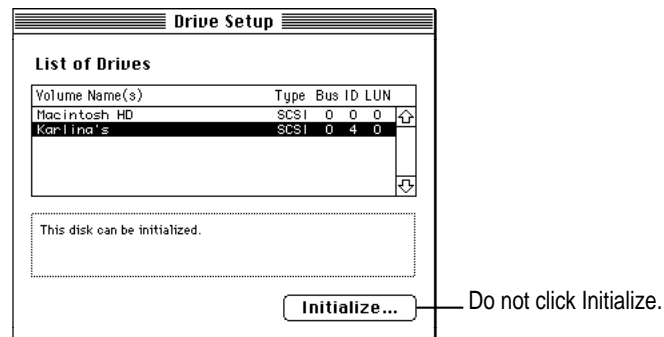 Drive Setup
List of Drives
Volume Name(s) Type Bus ID LUN
Macintosh HD SCSI 0 0 0
Karlina's SCSI 0 4 0
This disk can be initialized.
Initialize...
Do not click Initialize.